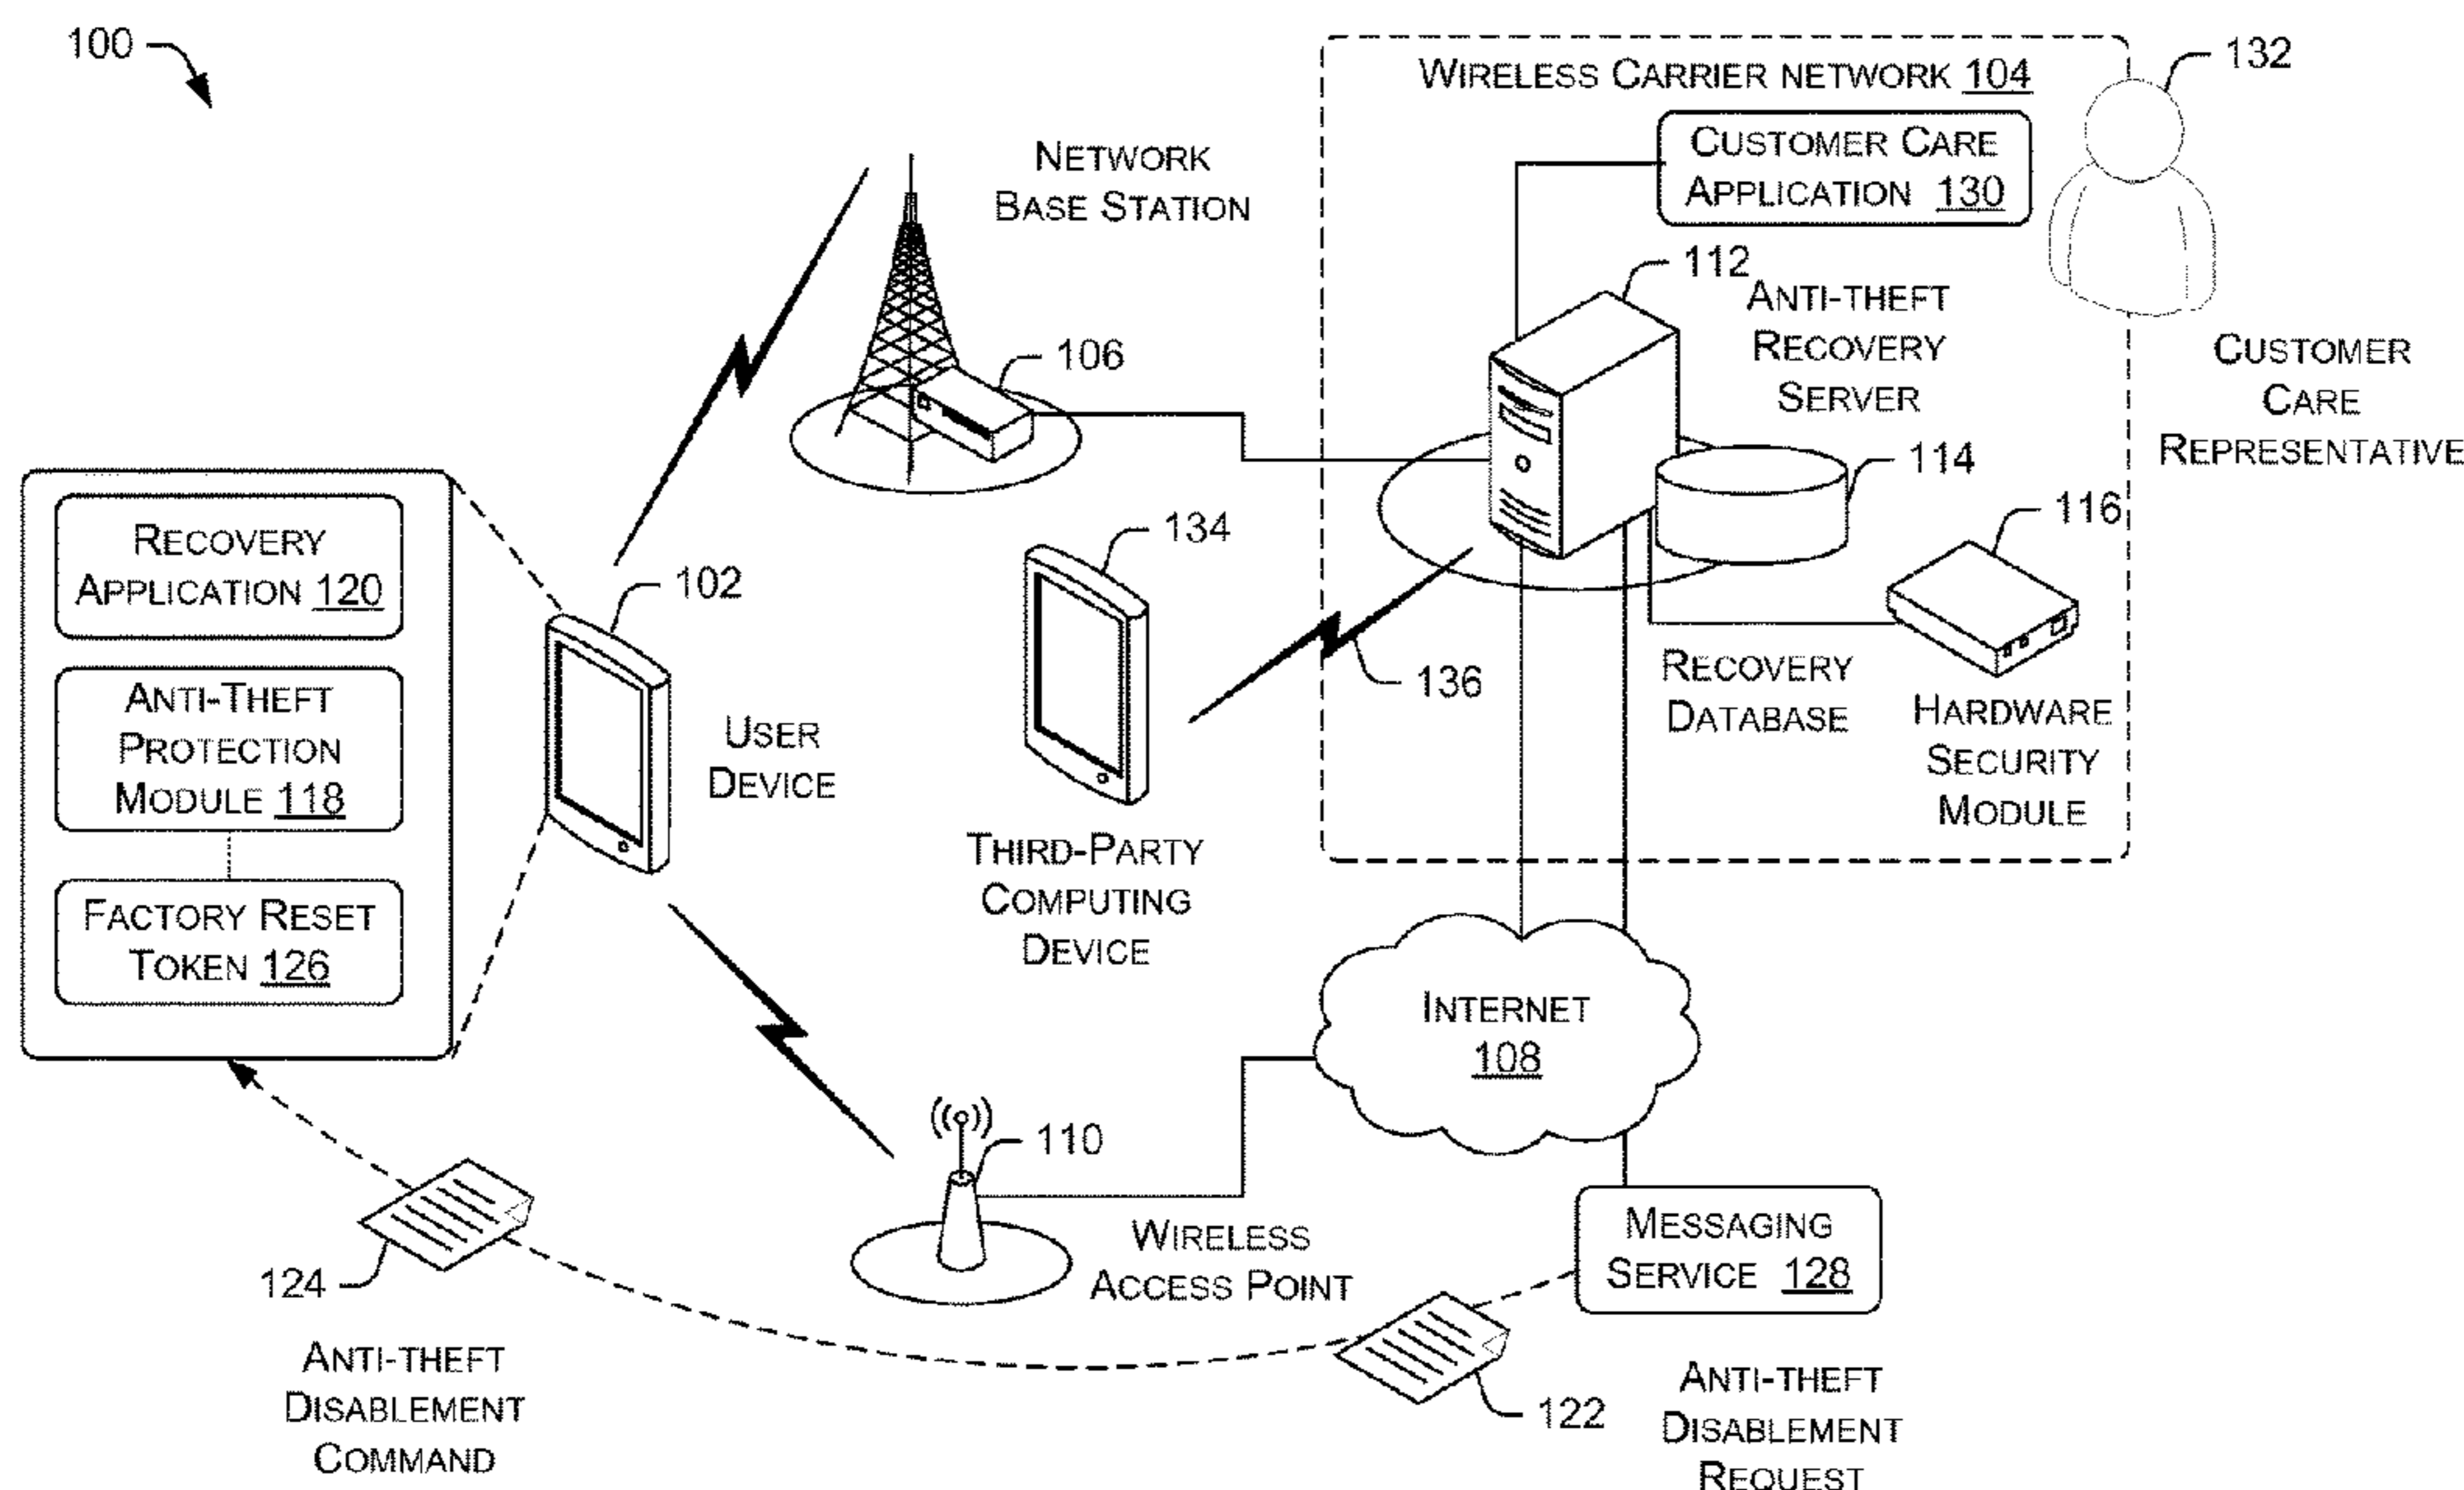 100
WIRELESS CARRIER NETWORK 104
132
CUSTOMER CARE
APPLICATION 130
NETWORK
BASE STATION
112
ANTI-THEFT
RECOVERY
SERVER
106
CUSTOMER
CARE
REPRESENTATIVE
114
116
RECOVERY
APPLICATION 120
134
102
ANTI-THEFT
PROTECTION
MODULE 118
136
RECOVERY
DATABASE
HARDWARE
SECURITY
MODULE
USER
DEVICE
THIRD-PARTY
COMPUTING
DEVICE
FACTORY RESET
TOKEN 126
INTERNET
108
110
WIRELESS
ACCESS POINT
MESSAGING
SERVICE 128
124
ANTI-THEFT
DISABLEMENT
COMMAND
122
ANTI-THEFT
DISABLEMENT
REQUEST